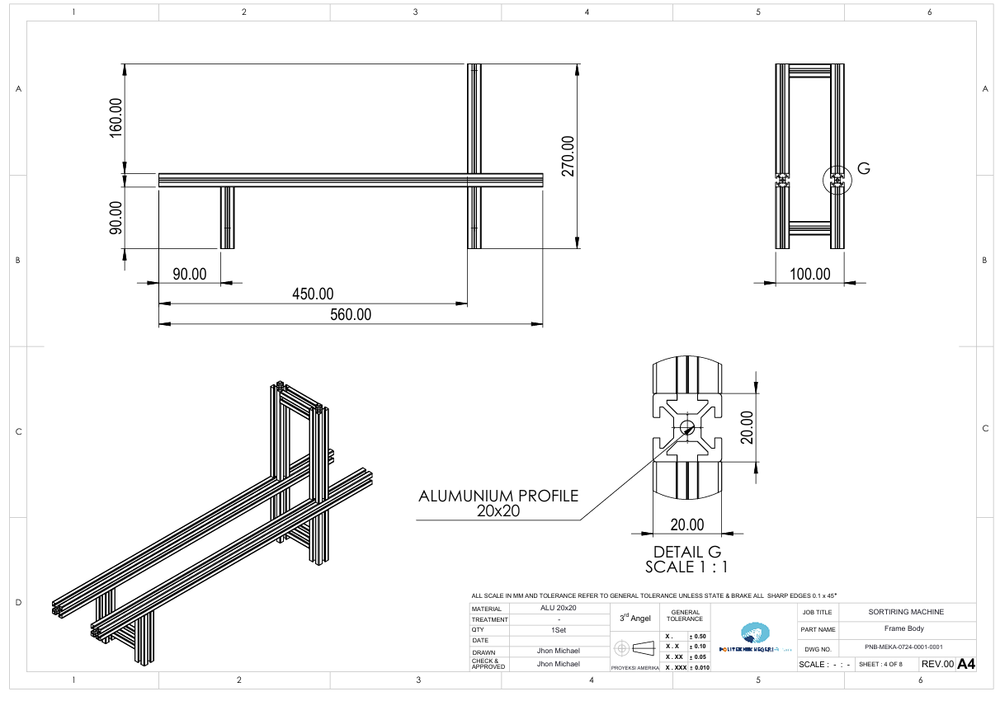 1 2 3 4 5 6
A A
160.00
270.00
G
90.00
B B
90.00
100.00
450.00
560.00
C C
20.00
ALUMUNIUM PROFILE
20x20
20.00
DETAIL G
SCALE 1 : 1
D
ALL SCALE IN MM AND TOLERANCE REFER TO GENERAL TOLERANCE UNLESS STATE & BRAKE ALL SHARP EDGES 0.1 x 45°
MATERIAL ALU 20x20
TREATMENT -
QTY 1Set
DATE
DRAWN Jhon Michael
CHECK &
APPROVED Jhon Michael
3rd Angel
PROYEKSI AMERIKA
GENERAL
TOLERANCE
X . ± 0.50
X . X ± 0.10
X . XX ± 0.05
X . XXX ± 0.010
POLITEKNIK NEGERI
JOB TITLE SORTIRING MACHINE
PART NAME Frame Body
DWG NO. PNB-MEKA-0724-0001-0001
SCALE : - : - SHEET : 4 OF 8 REV.00 A4
1 2 3 4 5 6